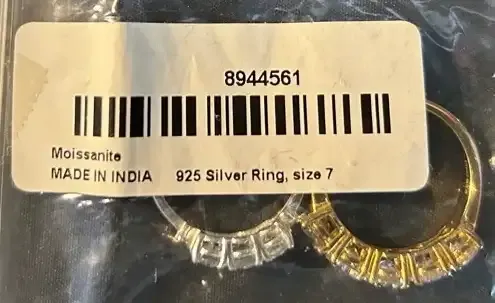 8944561
Moissanite
MADE IN INDIA 925 Silver Ring, size 7